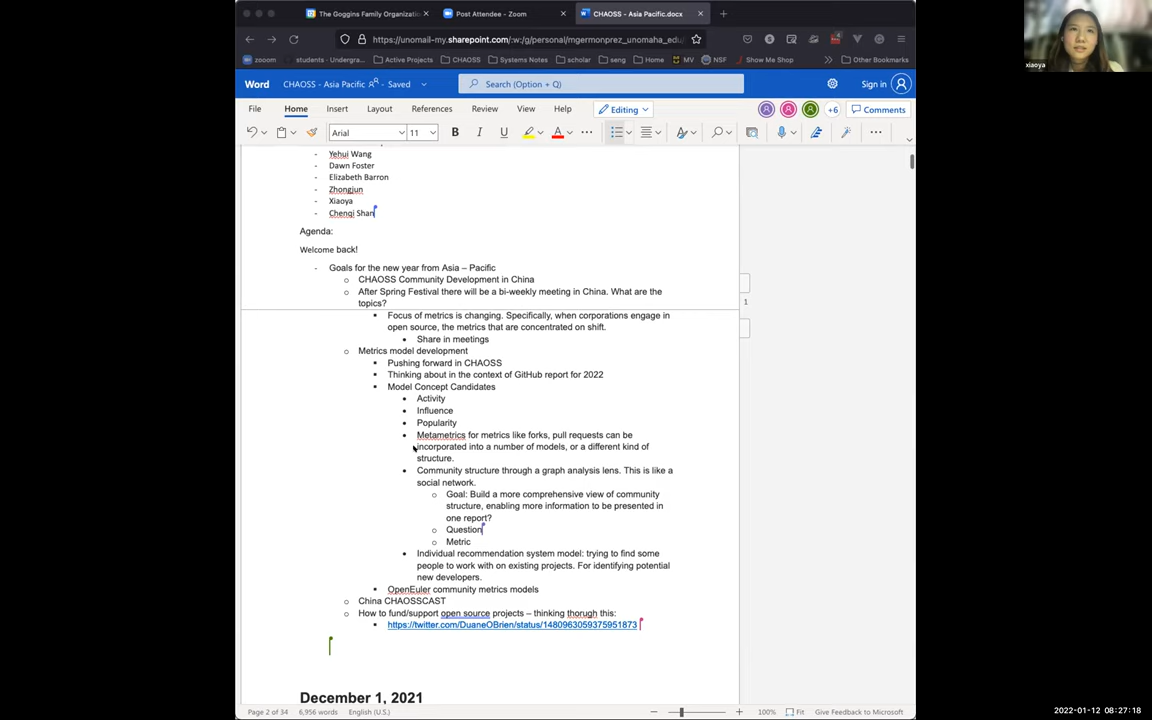 The Goggins Family Organizatio
Post Attendee - Zoom
CHAOSS - Asia Pacific.docx
https://unomail-my.sharepoint.com/:w:/g/personal/mgermonprez_unomaha_edu
zooom
students - Undergra...
Active Projects
CHAOSS
Systems Notes
scholar
seng
Home
MV
NSF
Show Me Shop
Other Bookmarks
Word CHAOSS - Asia Pacific - Saved
Search (Option + Q)
Sign in
File Home Insert Layout References Review View Help Editing +6 Comments
Arial 11 B I U A
Yehui Wang
- Dawn Foster
- Elizabeth Barron
- Zhongjun
- Xiaoya
- Chenqi Shan
Agenda:
Welcome back!
- Goals for the new year from Asia – Pacific
o CHAOSS Community Development in China
o After Spring Festival there will be a bi-weekly meeting in China. What are the
topics?
1
▪ Focus of metrics is changing. Specifically, when corporations engage in
open source, the metrics that are concentrated on shift.
• Share in meetings
o Metrics model development
▪ Pushing forward in CHAOSS
▪ Thinking about in the context of GitHub report for 2022
▪ Model Concept Candidates
• Activity
• Influence
• Popularity
• Metametrics for metrics like forks, pull requests can be
incorporated into a number of models, or a different kind of
structure.
• Community structure through a graph analysis lens. This is like a
social network.
o Goal: Build a more comprehensive view of community
structure, enabling more information to be presented in
one report?
o Question
o Metric
• Individual recommendation system model: trying to find some
people to work with on existing projects. For identifying potential
new developers.
▪ OpenEuler community metrics models
o China CHAOSSCAST
o How to fund/support open source projects – thinking thorugh this:
▪ https://twitter.com/DuaneOBrien/status/1480963059375951873
December 1, 2021
Page 2 of 34 6,956 words English (U.S.) 100% Fit Give Feedback to Microsoft
xiaoya
2022-01-12 08:27:18